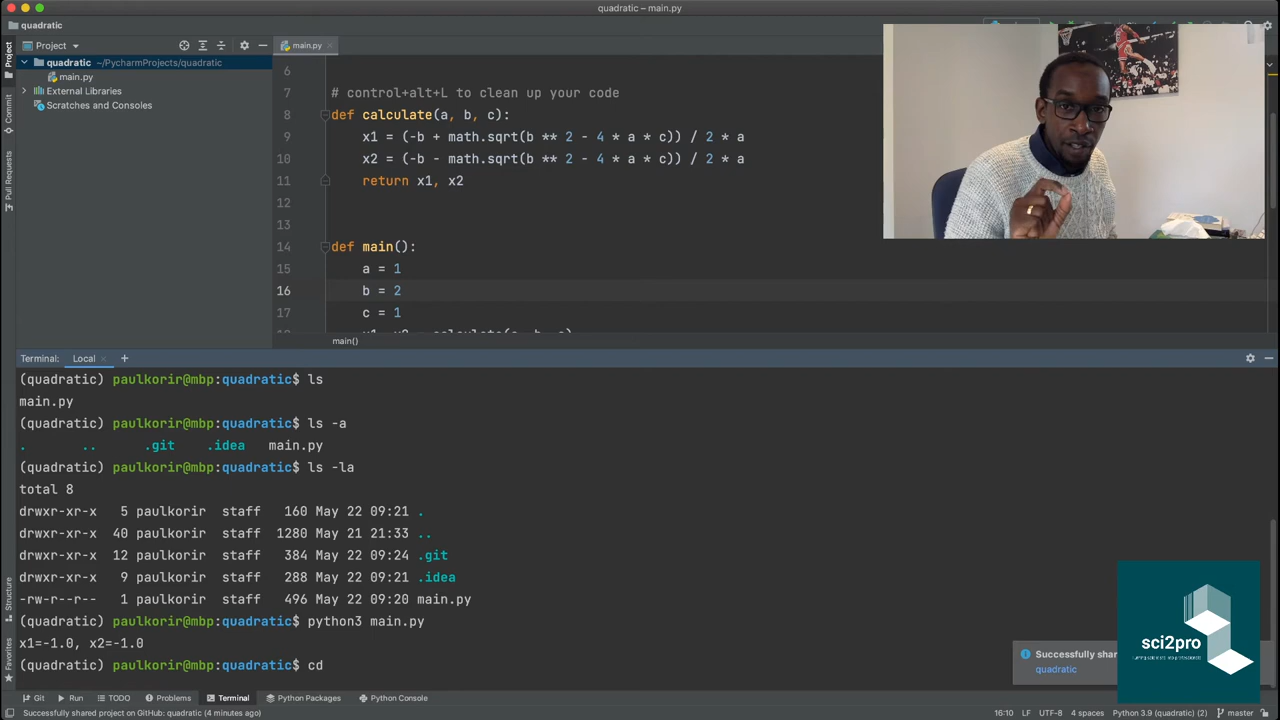 quadratic – main.py
quadratic
Project
main.py
quadratic ~/PycharmProjects/quadratic
main.py
External Libraries
Scratches and Consoles
Project
Commit
Pull Requests
Structure
Favorites
6
7 # control+alt+L to clean up your code
8 def calculate(a, b, c):
9 x1 = (-b + math.sqrt(b ** 2 - 4 * a * c)) / 2 * a
10 x2 = (-b - math.sqrt(b ** 2 - 4 * a * c)) / 2 * a
11 return x1, x2
12
13
14 def main():
15 a = 1
16 b = 2
17 c = 1
main()
Terminal: Local +
(quadratic) paulkorir@mbp:quadratic$ ls
main.py
(quadratic) paulkorir@mbp:quadratic$ ls -a
. .. .git .idea main.py
(quadratic) paulkorir@mbp:quadratic$ ls -la
total 8
drwxr-xr-x 5 paulkorir staff 160 May 22 09:21 .
drwxr-xr-x 40 paulkorir staff 1280 May 21 21:33 ..
drwxr-xr-x 12 paulkorir staff 384 May 22 09:24 .git
drwxr-xr-x 9 paulkorir staff 288 May 22 09:21 .idea
-rw-r--r-- 1 paulkorir staff 496 May 22 09:20 main.py
(quadratic) paulkorir@mbp:quadratic$ python3 main.py
x1=-1.0, x2=-1.0
(quadratic) paulkorir@mbp:quadratic$ cd
Successfully
quadratic
sci2pro
Git Run TODO Problems Terminal Python Packages Python Console
Successfully shared project on GitHub: quadratic (4 minutes ago)
16:10 LF UTF-8 4 spaces Python 3.9 (quadratic) (2) master